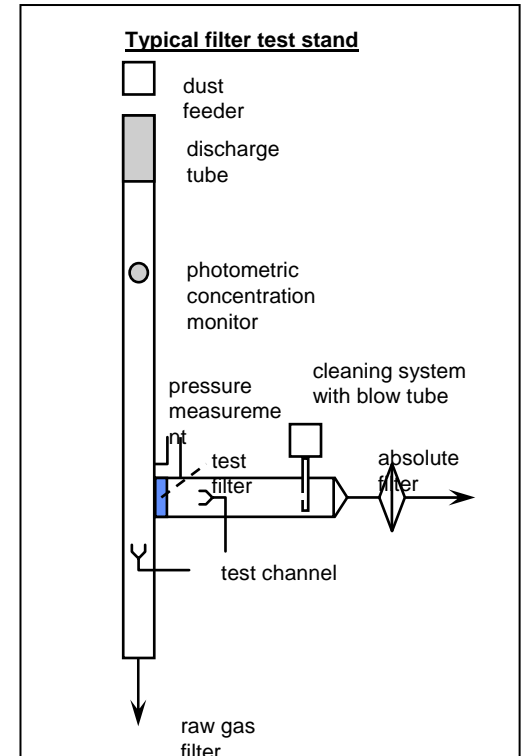 Typical filter test stand
dust
feeder
discharge
tube
photometric
concentration
monitor
cleaning system
with blow tube
pressure
measureme
nt
test
filter
absolute
filter
test channel
raw gas
filter